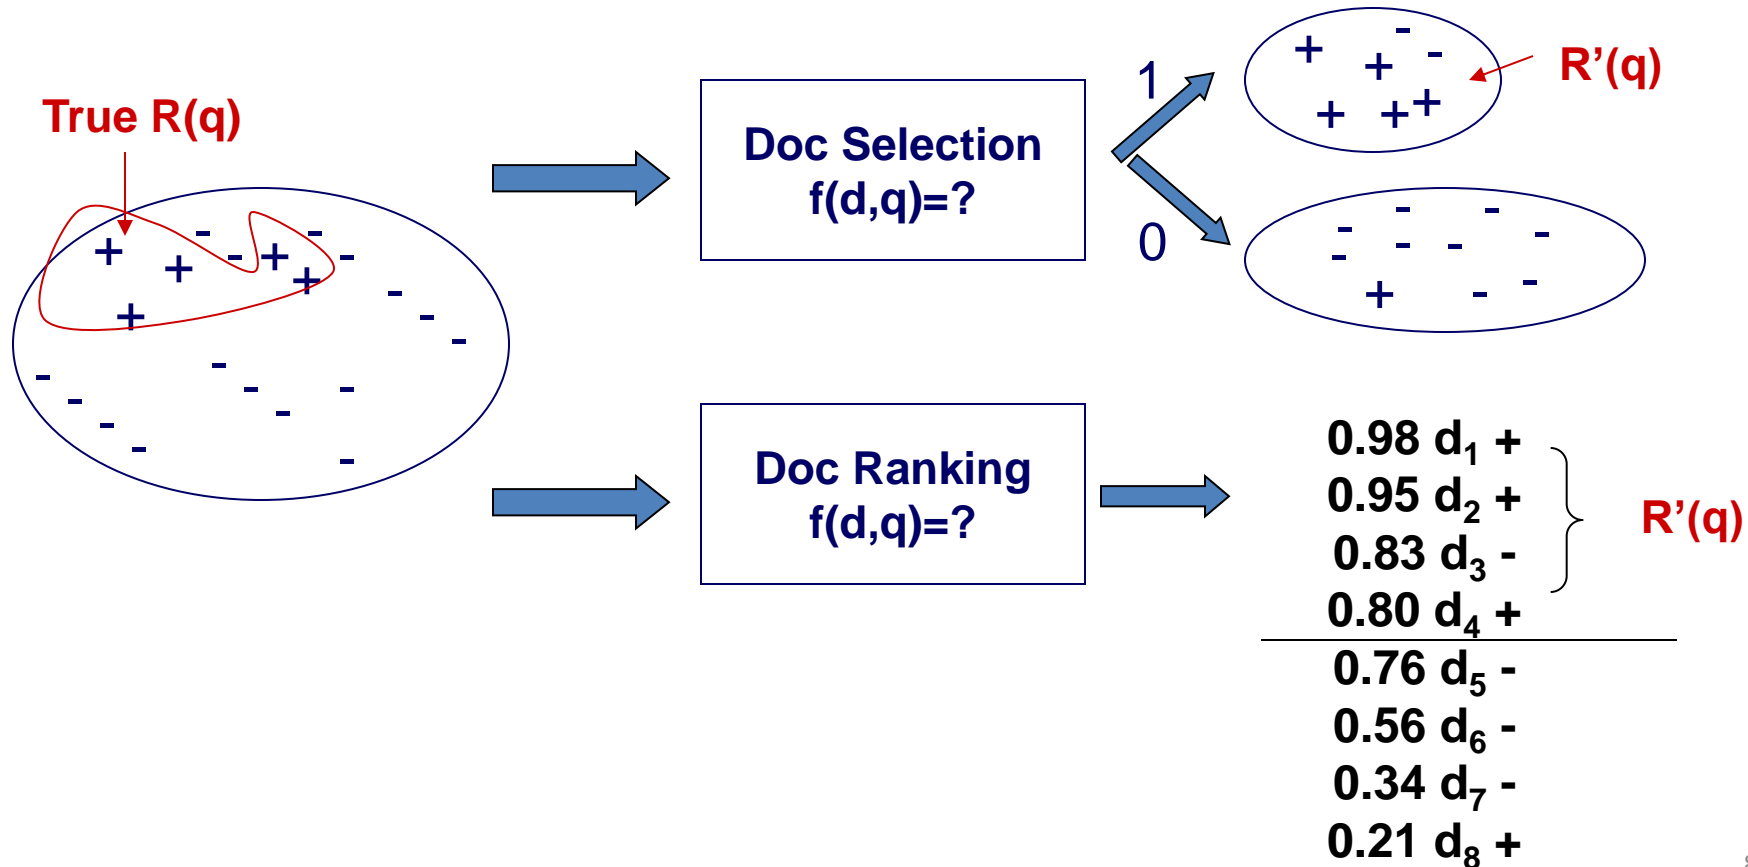 True R(q)
Doc Selection
f(d,q)=?
1
0
R’(q)
+ + + + +
- -
- - - - - - - - - -
+
+ + + + +
- - - - - - - - - - - - - - - - - -
Doc Ranking
f(d,q)=?
0.98 d₁ +
0.95 d₂ +
0.83 d₃ -
0.80 d₄ +
0.76 d₅ -
0.56 d₆ -
0.34 d₇ -
0.21 d₈ +
R’(q)